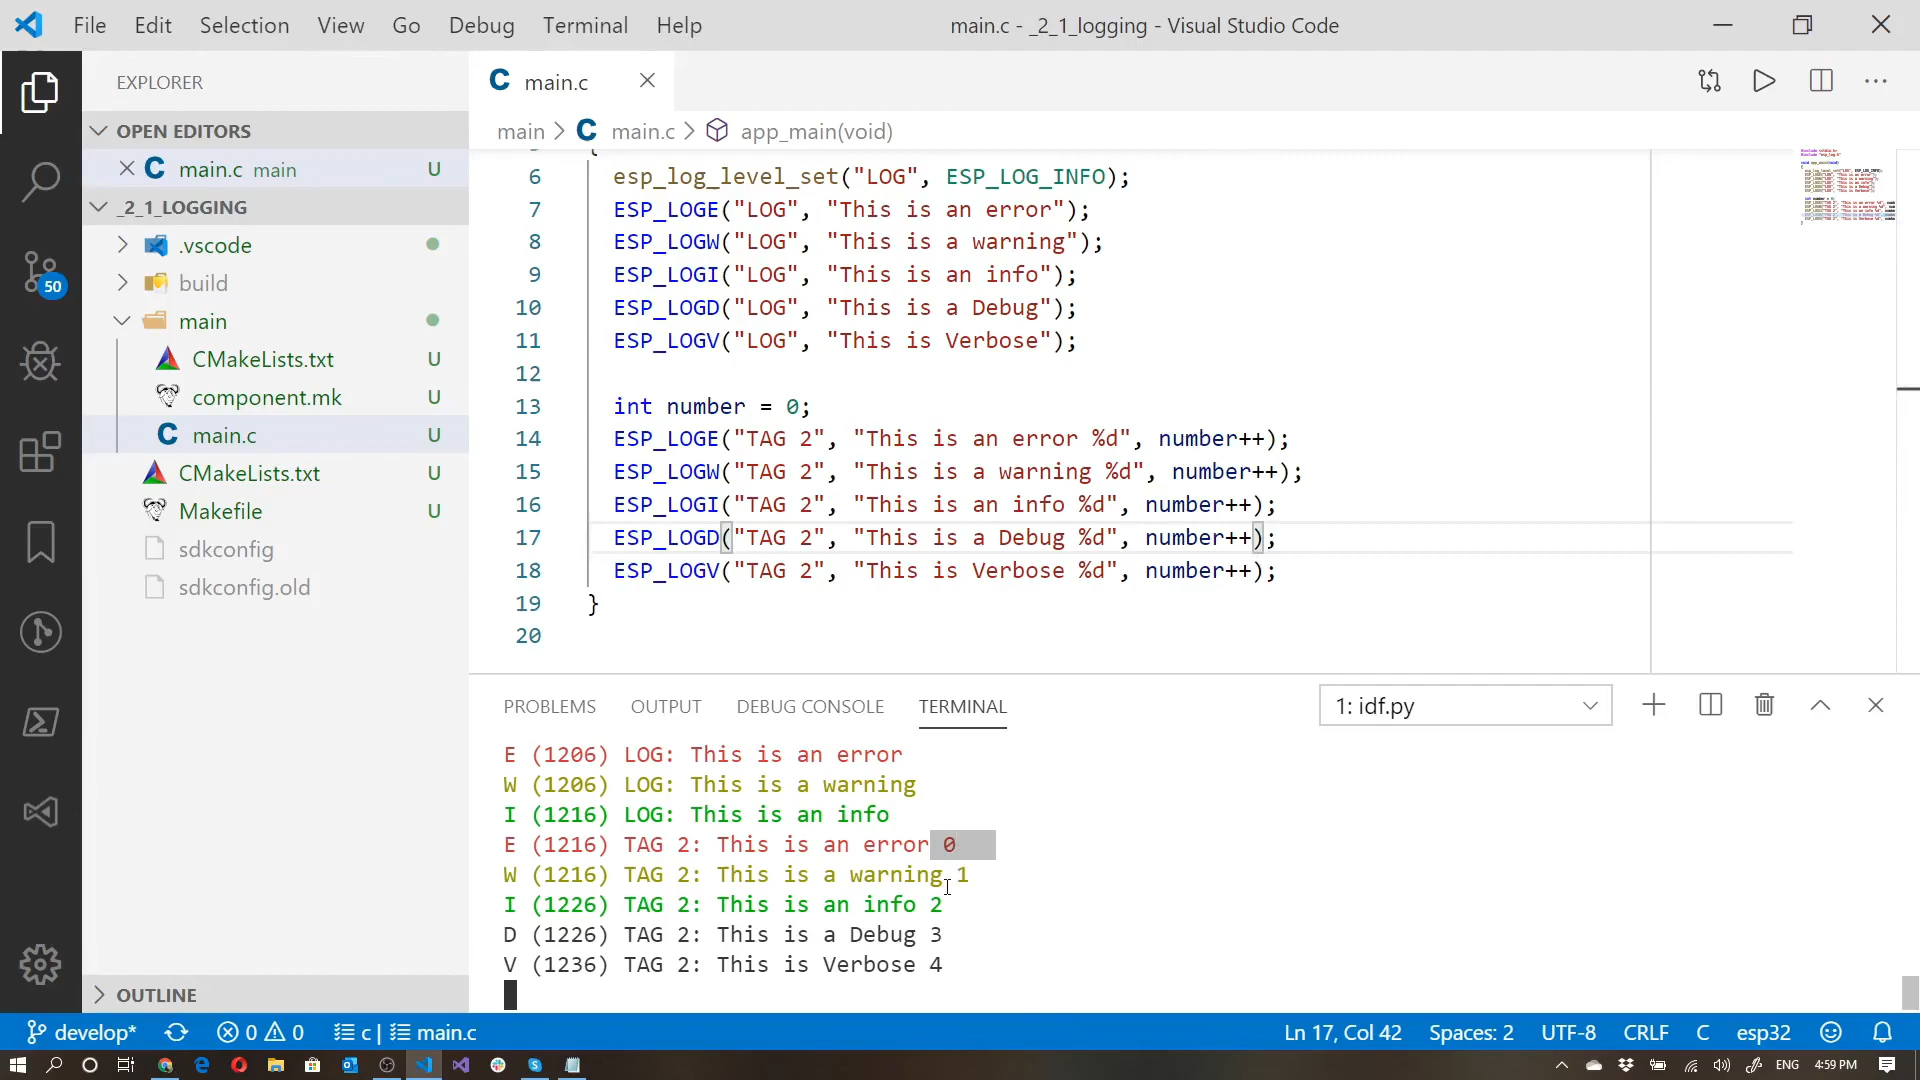 File Edit Selection View Go Debug Terminal Help
main.c - _2_1_logging - Visual Studio Code
EXPLORER
OPEN EDITORS
main.c main U
_2_1_LOGGING
.vscode
build
main
CMakeLists.txt U
component.mk U
main.c U
CMakeLists.txt U
Makefile U
sdkconfig
sdkconfig.old
OUTLINE
50
main.c
main > main.c > app_main(void)
6 esp_log_level_set("LOG", ESP_LOG_INFO);
7 ESP_LOGE("LOG", "This is an error");
8 ESP_LOGW("LOG", "This is a warning");
9 ESP_LOGI("LOG", "This is an info");
10 ESP_LOGD("LOG", "This is a Debug");
11 ESP_LOGV("LOG", "This is Verbose");
12
13 int number = 0;
14 ESP_LOGE("TAG 2", "This is an error %d", number++);
15 ESP_LOGW("TAG 2", "This is a warning %d", number++);
16 ESP_LOGI("TAG 2", "This is an info %d", number++);
17 ESP_LOGD("TAG 2", "This is a Debug %d", number++);
18 ESP_LOGV("TAG 2", "This is Verbose %d", number++);
19 }
20
PROBLEMS OUTPUT DEBUG CONSOLE TERMINAL 1: idf.py
E (1206) LOG: This is an error
W (1206) LOG: This is a warning
I (1216) LOG: This is an info
E (1216) TAG 2: This is an error 0
W (1216) TAG 2: This is a warning 1
I (1226) TAG 2: This is an info 2
D (1226) TAG 2: This is a Debug 3
V (1236) TAG 2: This is Verbose 4
develop* 0 0 c | main.c Ln 17, Col 42 Spaces: 2 UTF-8 CRLF C esp32
ENG 4:59 PM